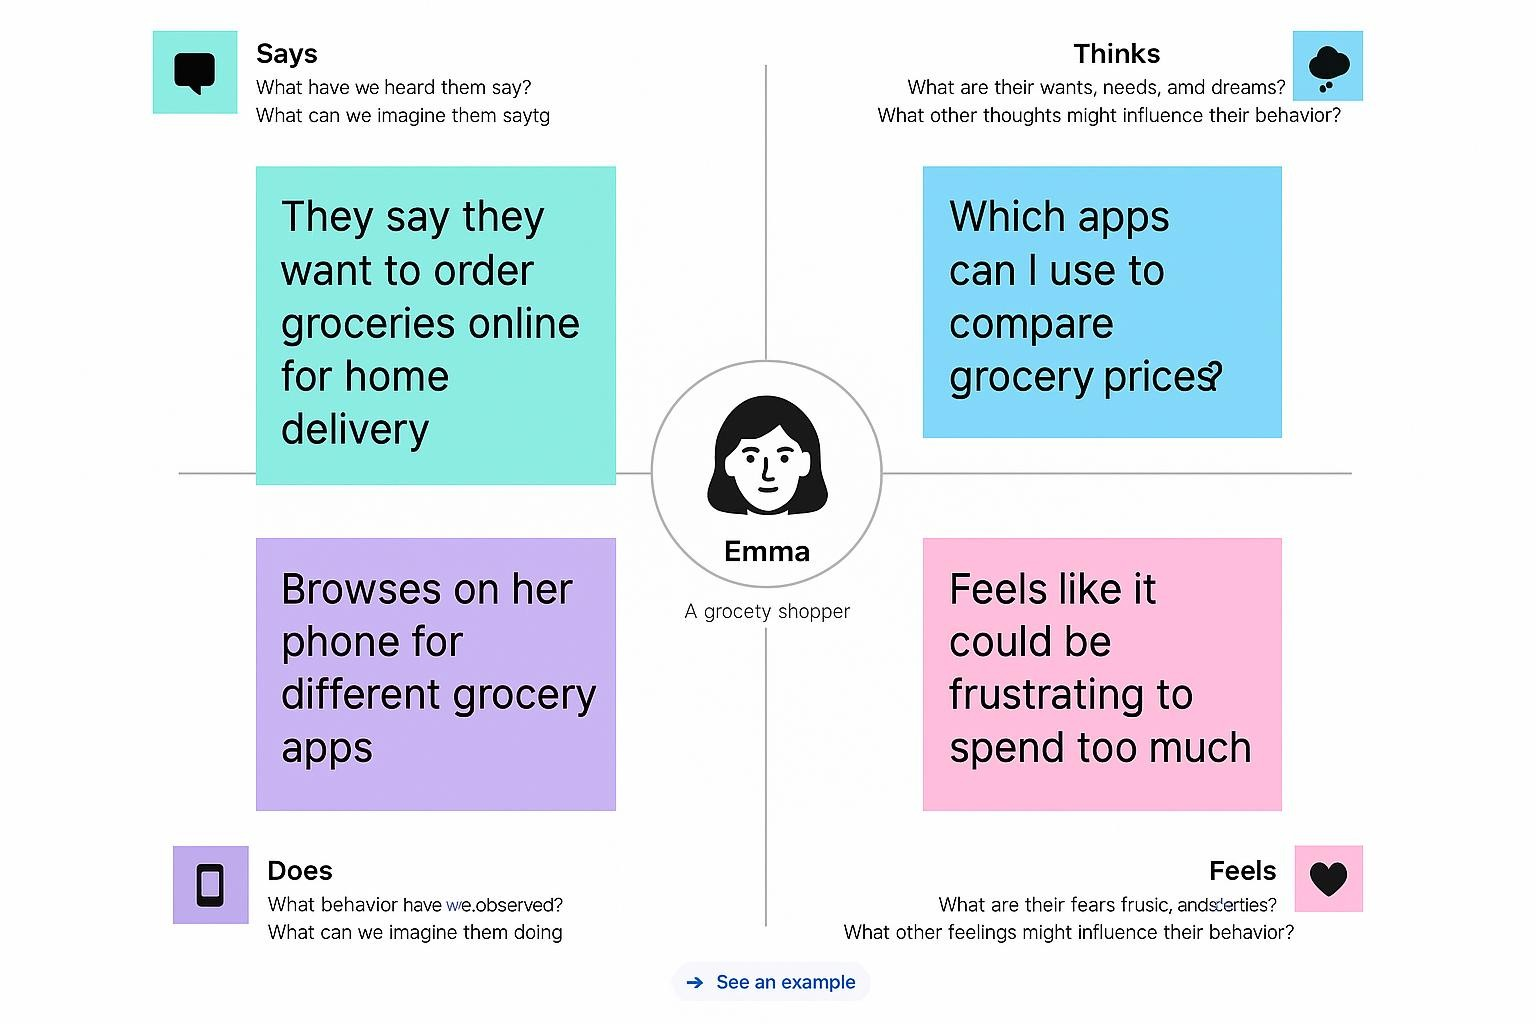 Says
What have we heard them say?
What can we imagine them saytg
Thinks
What are their wants, needs, amd dreams?
What other thoughts might influence their behavior?
They say they
want to order
groceries online
for home
delivery
Which apps
can I use to
compare
grocery prices?
Emma
A grocety shopper
Browses on her
phone for
different grocery
apps
Feels like it
could be
frustrating to
spend too much
Does
What behavior have we.observed?
What can we imagine them doing
Feels
What are their fears frusic,
What other feelings might influence their behavior?
→ See an example